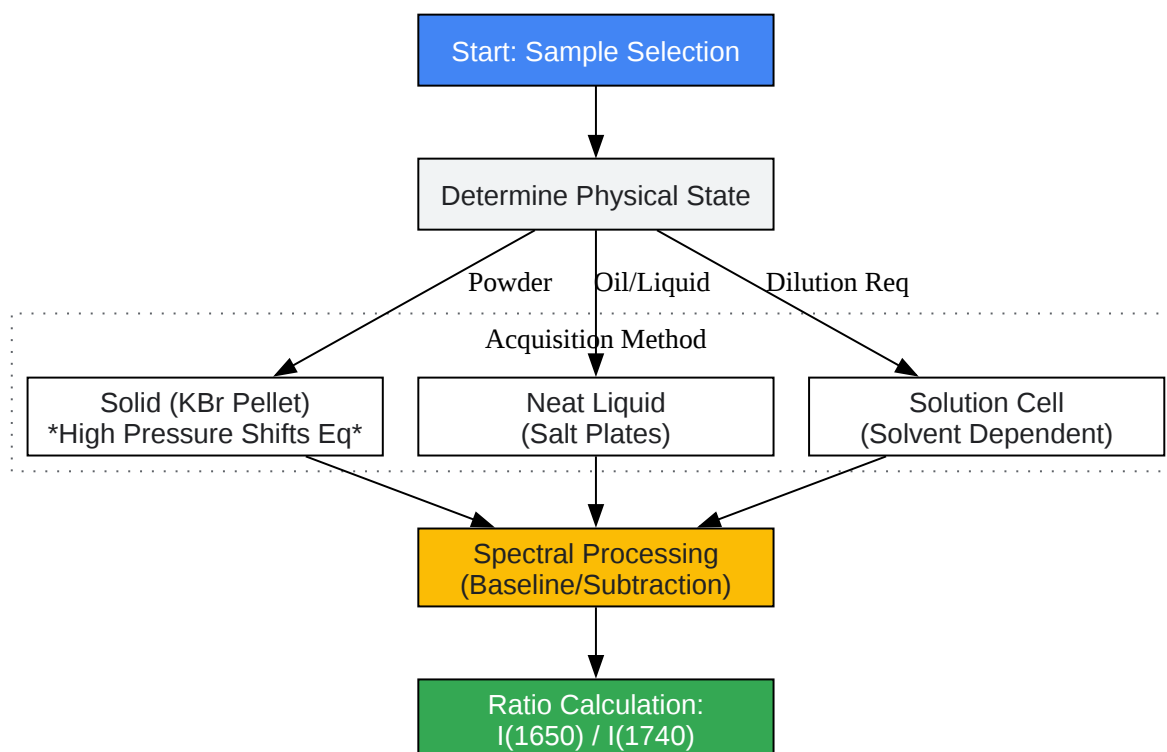 Start: Sample Selection
Determine Physical State
Powder
Oil/Liquid
Dilution Req
Acquisition Method
Solid (KBr Pellet)
*High Pressure Shifts Eq*
Neat Liquid
(Salt Plates)
Solution Cell
(Solvent Dependent)
Spectral Processing
(Baseline/Subtraction)
Ratio Calculation:
I(1650) / I(1740)